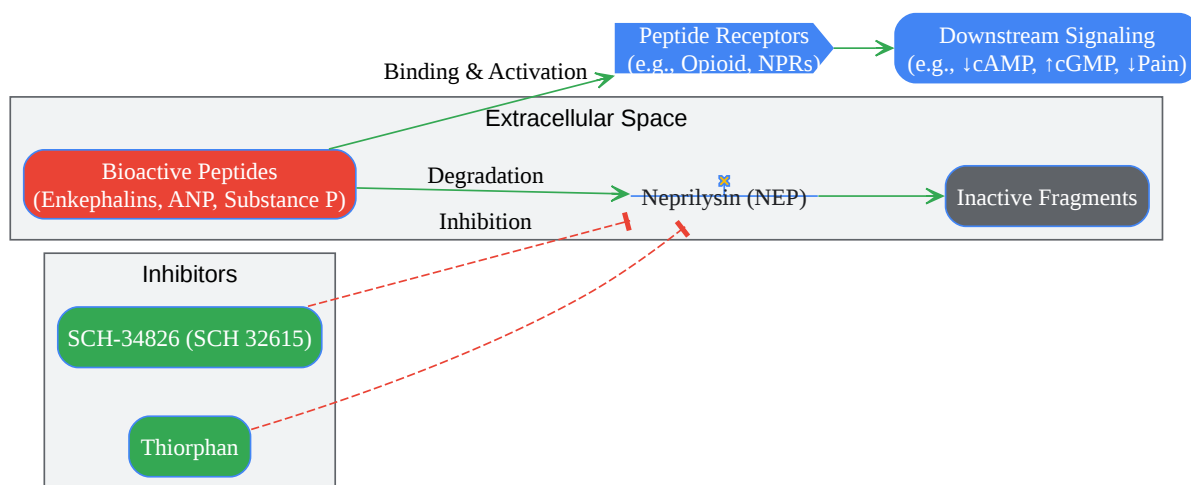 Peptide Receptors
(e.g., Opioid, NPRs)
Downstream Signaling
(e.g., ↓cAMP, ↑cGMP, ↓Pain)
Binding & Activation
Extracellular Space
Bioactive Peptides
(Enkephalins, ANP, Substance P)
Degradation
Neprilysin (NEP)
Inactive Fragments
Inhibition
Inhibitors
SCH-34826 (SCH 32615)
Thiorphan